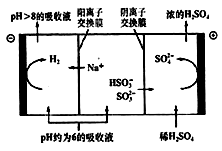 pH>8的吸收液
阳离子
交换膜
阴离子
交换膜
浓的H₂SO₄
⊖
⊕
H₂
Na⁺
HSO₃⁻
SO₃²⁻
SO₄²⁻
pH约为6的吸收液
稀H₂SO₄